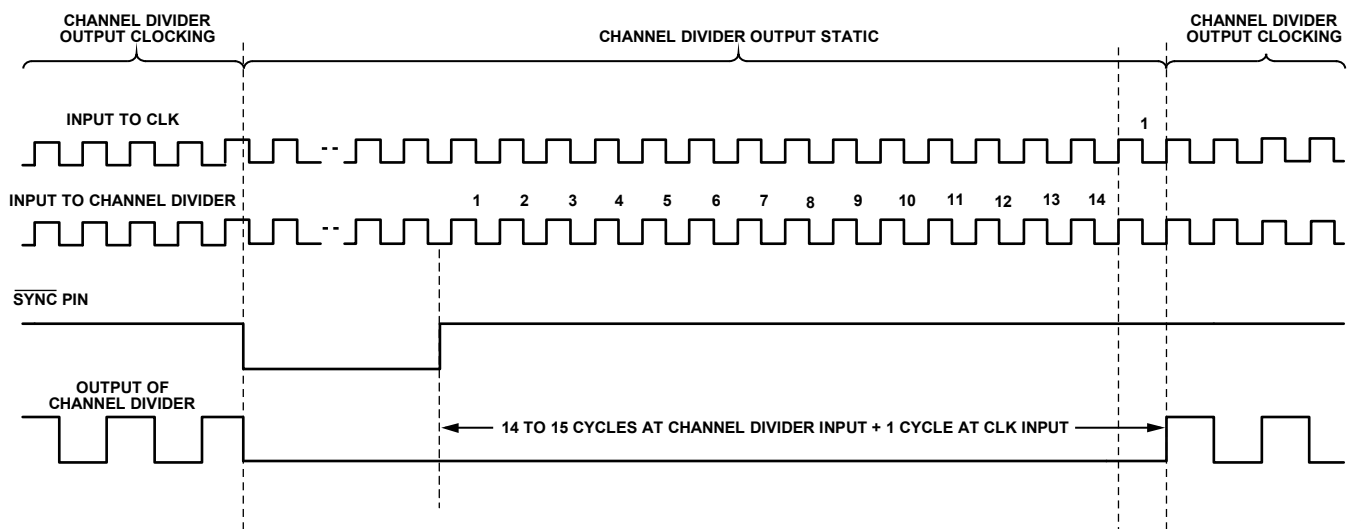 CHANNEL DIVIDER
OUTPUT CLOCKING
CHANNEL DIVIDER OUTPUT STATIC
CHANNEL DIVIDER
OUTPUT CLOCKING
INPUT TO CLK
1
INPUT TO CHANNEL DIVIDER
1 2 3 4 5 6 7 8 9 10 11 12 13 14
SYNC PIN
OUTPUT OF
CHANNEL DIVIDER
14 TO 15 CYCLES AT CHANNEL DIVIDER INPUT + 1 CYCLE AT CLK INPUT